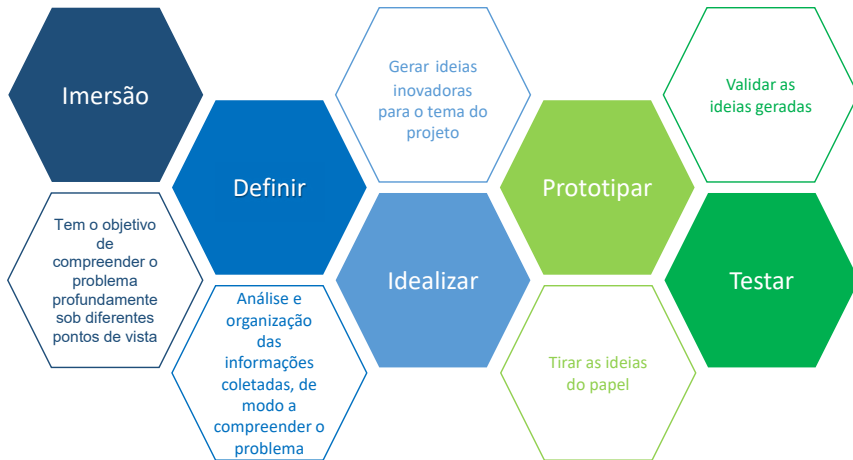 Imersão
Tem o objetivo
de
compreender o
problema
profundamente
sob diferentes
pontos de vista
Definir
Análise e
organização
das
informações
coletadas, de
modo a
compreender o
problema
Gerar ideias
inovadoras
para o tema do
projeto
Idealizar
Prototipar
Tirar as ideias
do papel
Validar as
ideias geradas
Testar